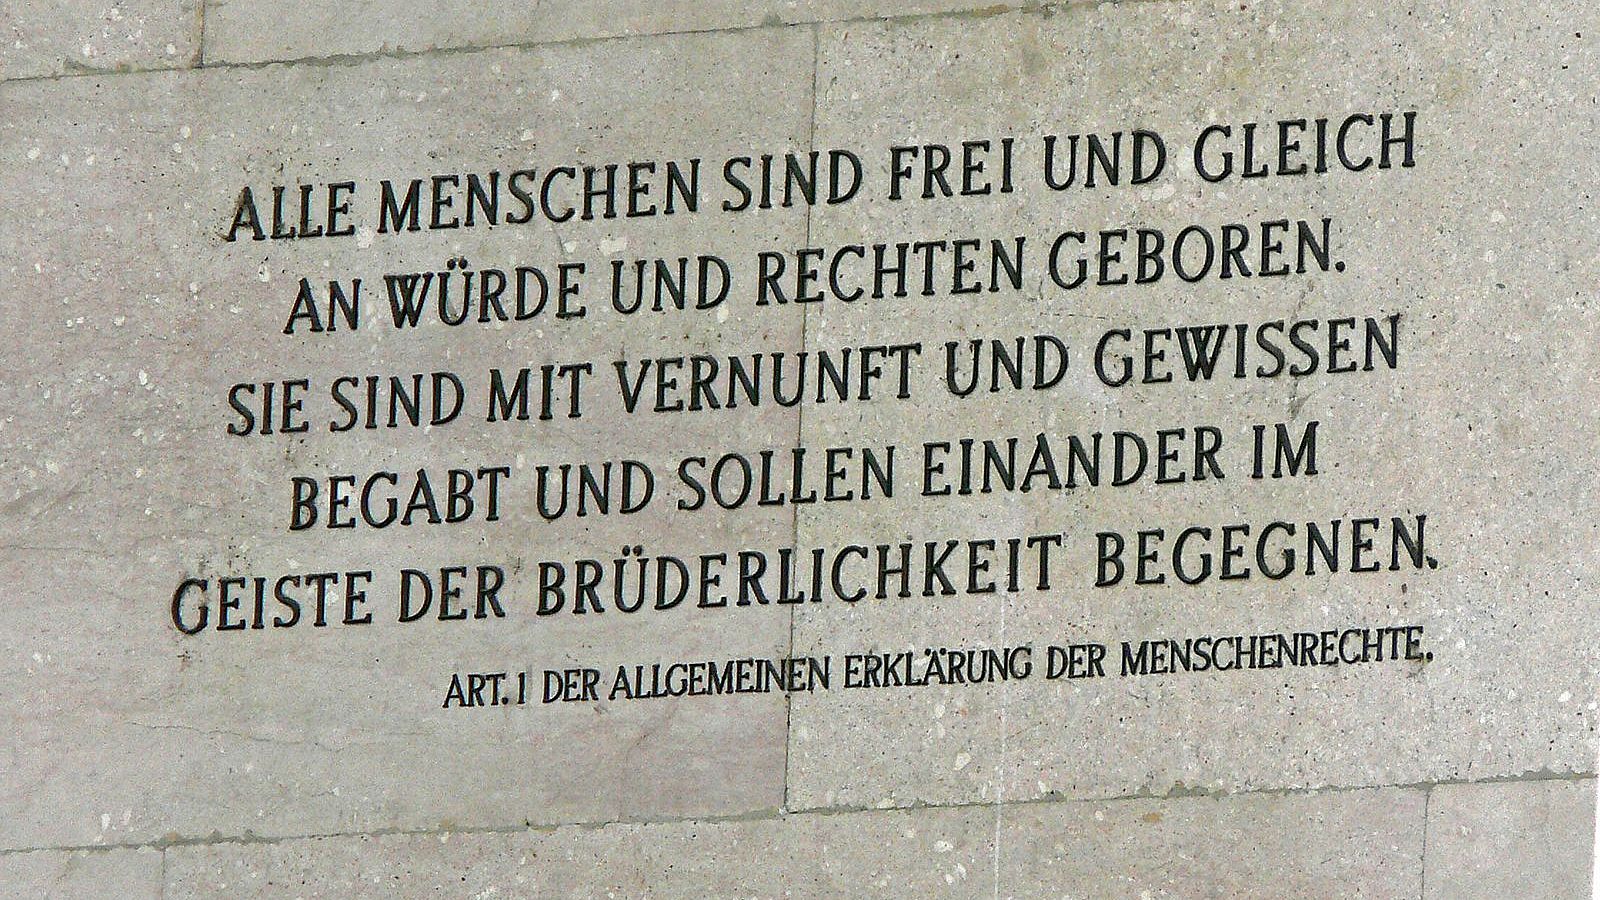 ALLE MENSCHEN SIND FREI UND GLEICH
AN WÜRDE UND RECHTEN GEBOREN.
SIE SIND MIT VERNUNFT UND GEWISSEN
BEGABT UND SOLLEN EINANDER IM
GEISTE DER BRÜDERLICHKEIT BEGEGNEN.
ART. 1 DER ALLGEMEINEN ERKLÄRUNG DER MENSCHENRECHTE.